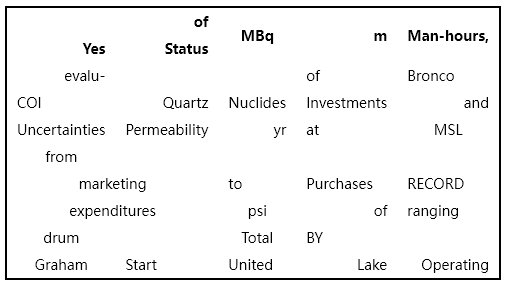 of
Yes Status MBq m Man-hours,
evalu- of Bronco
COI Quartz Nuclides Investments and
Uncertainties Permeability yr at MSL
from
marketing to Purchases RECORD
expenditures psi of ranging
drum Total BY
Graham Start United Lake Operating